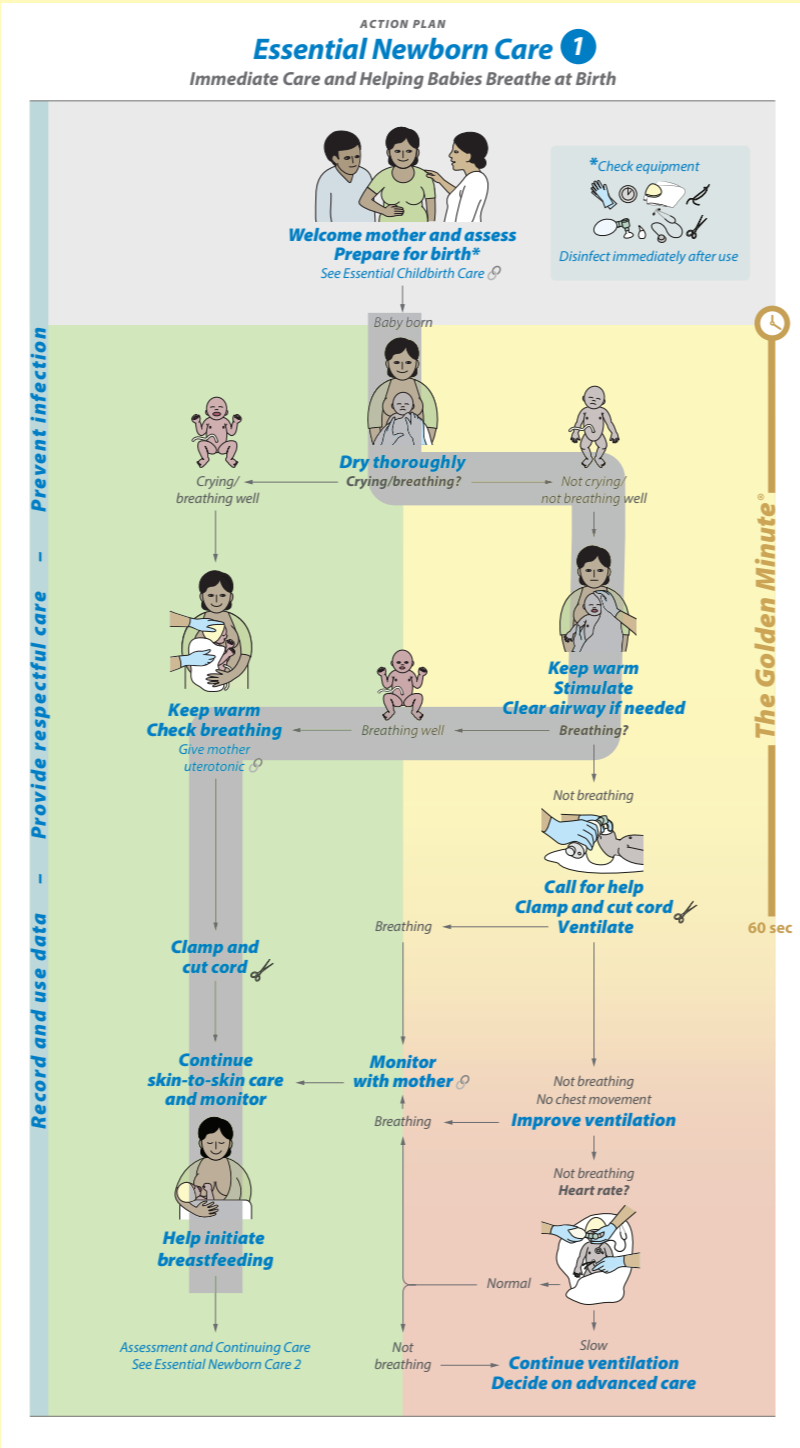 ACTION PLAN
Essential Newborn Care 1
Immediate Care and Helping Babies Breathe at Birth
*Check equipment
Disinfect immediately after use
Welcome mother and assess
Prepare for birth*
See Essential Childbirth Care
Baby born
Dry thoroughly
Crying/breathing?
Crying/
breathing well
Not crying/
not breathing well
Keep warm
Stimulate
Clear airway if needed
Breathing?
Breathing well
Keep warm
Check breathing
Give mother
uterotonic
Not breathing
Call for help
Clamp and cut cord
Ventilate
Breathing
Clamp and
cut cord
Continue
skin-to-skin care
and monitor
Monitor
with mother
Not breathing
No chest movement
Improve ventilation
Breathing
Not breathing
Heart rate?
Help initiate
breastfeeding
Normal
Slow
Continue ventilation
Decide on advanced care
Not
breathing
Assessment and Continuing Care
See Essential Newborn Care 2
The Golden Minute®
60 sec
Record and use data – Provide respectful care – Prevent infection